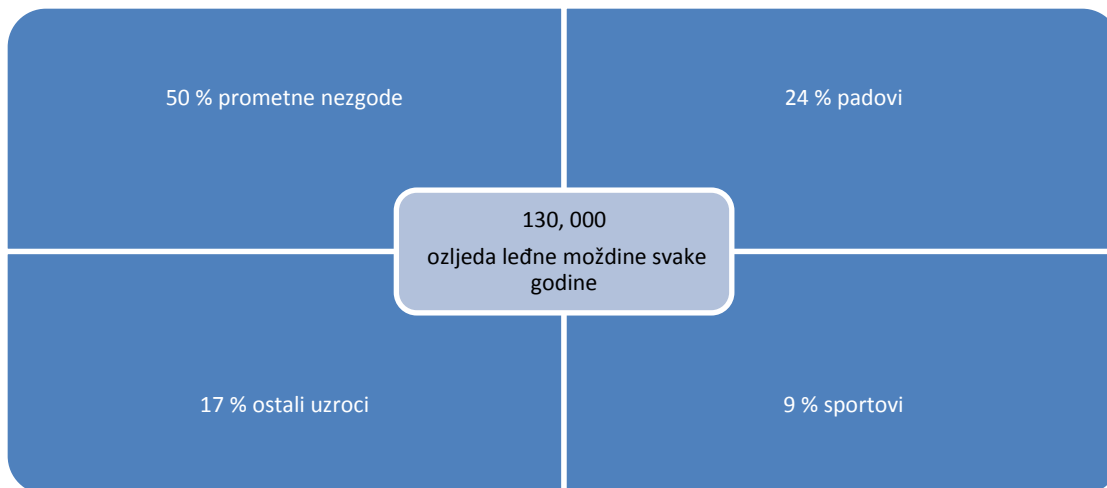 50 % prometne nezgode
24 % padovi
130, 000
ozljeda leđne moždine svake
godine
17 % ostali uzroci
9 % sportovi